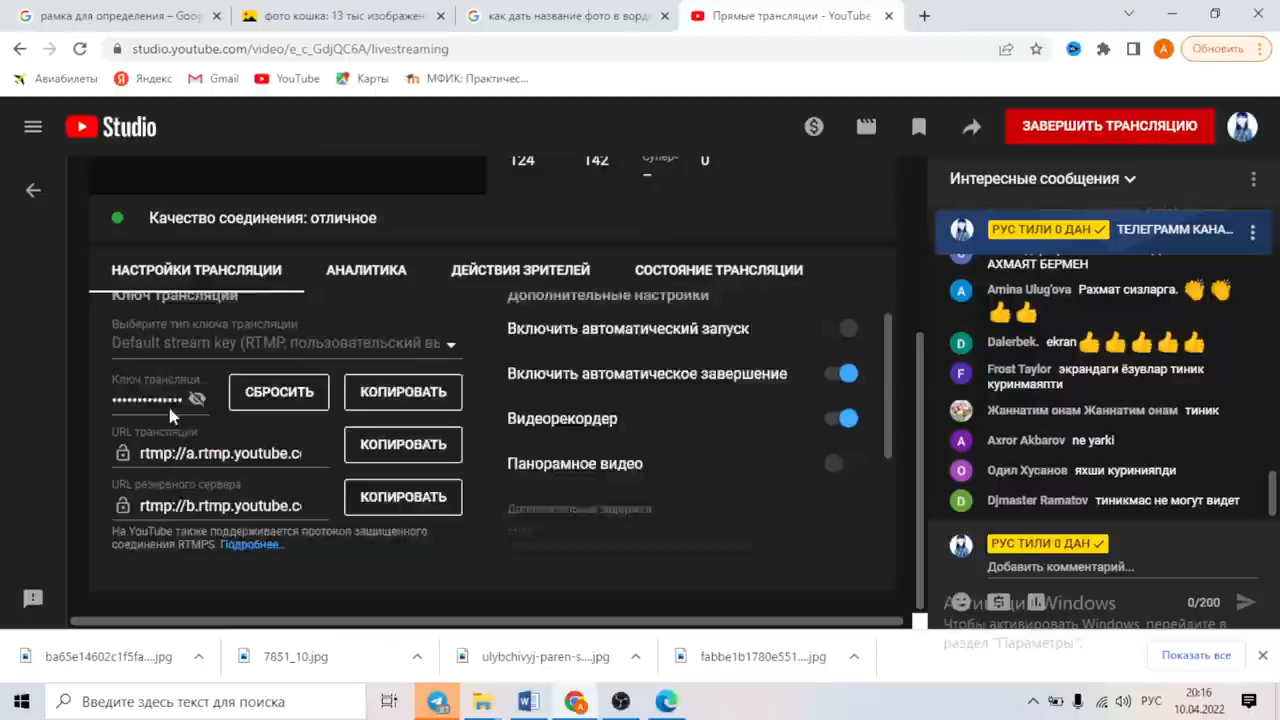 рамка для определения – Goog
фото кошка: 13 тыс изображен
как дать название фото в ворд
Прямые трансляции - YouTube
studio.youtube.com/video/e_c_GdjQC6A/livestreaming
А
Обновить
Авиабилеты
Яндекс
Gmail
YouTube
Карты
МФИК: Практичес...
Studio
ЗАВЕРШИТЬ ТРАНСЛЯЦИЮ
124
142
0
–
Качество соединения: отличное
НАСТРОЙКИ ТРАНСЛЯЦИИ
АНАЛИТИКА
ДЕЙСТВИЯ ЗРИТЕЛЕЙ
СОСТОЯНИЕ ТРАНСЛЯЦИИ
Ключ трансляции
Выберите тип ключа трансляции
Default stream key (RTMP, пользовательский вы
Ключ трансляци...
••••••••••••••
СБРОСИТЬ
КОПИРОВАТЬ
URL трансляции
rtmp://a.rtmp.youtube.co
КОПИРОВАТЬ
URL резервного сервера
rtmp://b.rtmp.youtube.co
КОПИРОВАТЬ
На YouTube также поддерживается протокол защищенного
соединения RTMPS. Подробнее...
Дополнительные настройки
Включить автоматический запуск
Включить автоматическое завершение
Видеорекордер
Панорамное видео
Дополнительная задержка
Интересные сообщения
РУС ТИЛИ 0 ДАН ТЕЛЕГРАММ КАНА...
АХМАЯТ БЕРМЕН
A Amina Ulug'ova Рахмат сизларга. 👏👏
👍👍
D Dalerbek. ekran👍👍👍👍👍
F Frost Taylor экрандаги ёзувлар тиник
куринмаяпти
Жаннатим онам Жаннатим онам тиник
A Axror Akbarov ne yarki
О Одил Хусанов яхши куринияпди
D Djmaster Ramatov тиникмас не могут видет
РУС ТИЛИ 0 ДАН
Добавить комментарий...
0/200
Активация Windows
Чтобы активировать Windows, перейдите в
раздел "Параметры".
ba65e14602c1f5fa....jpg
7851_10.jpg
ulybchivyj-paren-s....jpg
fabbe1b1780e551....jpg
Показать все
Введите здесь текст для поиска
РУС
20:16
10.04.2022